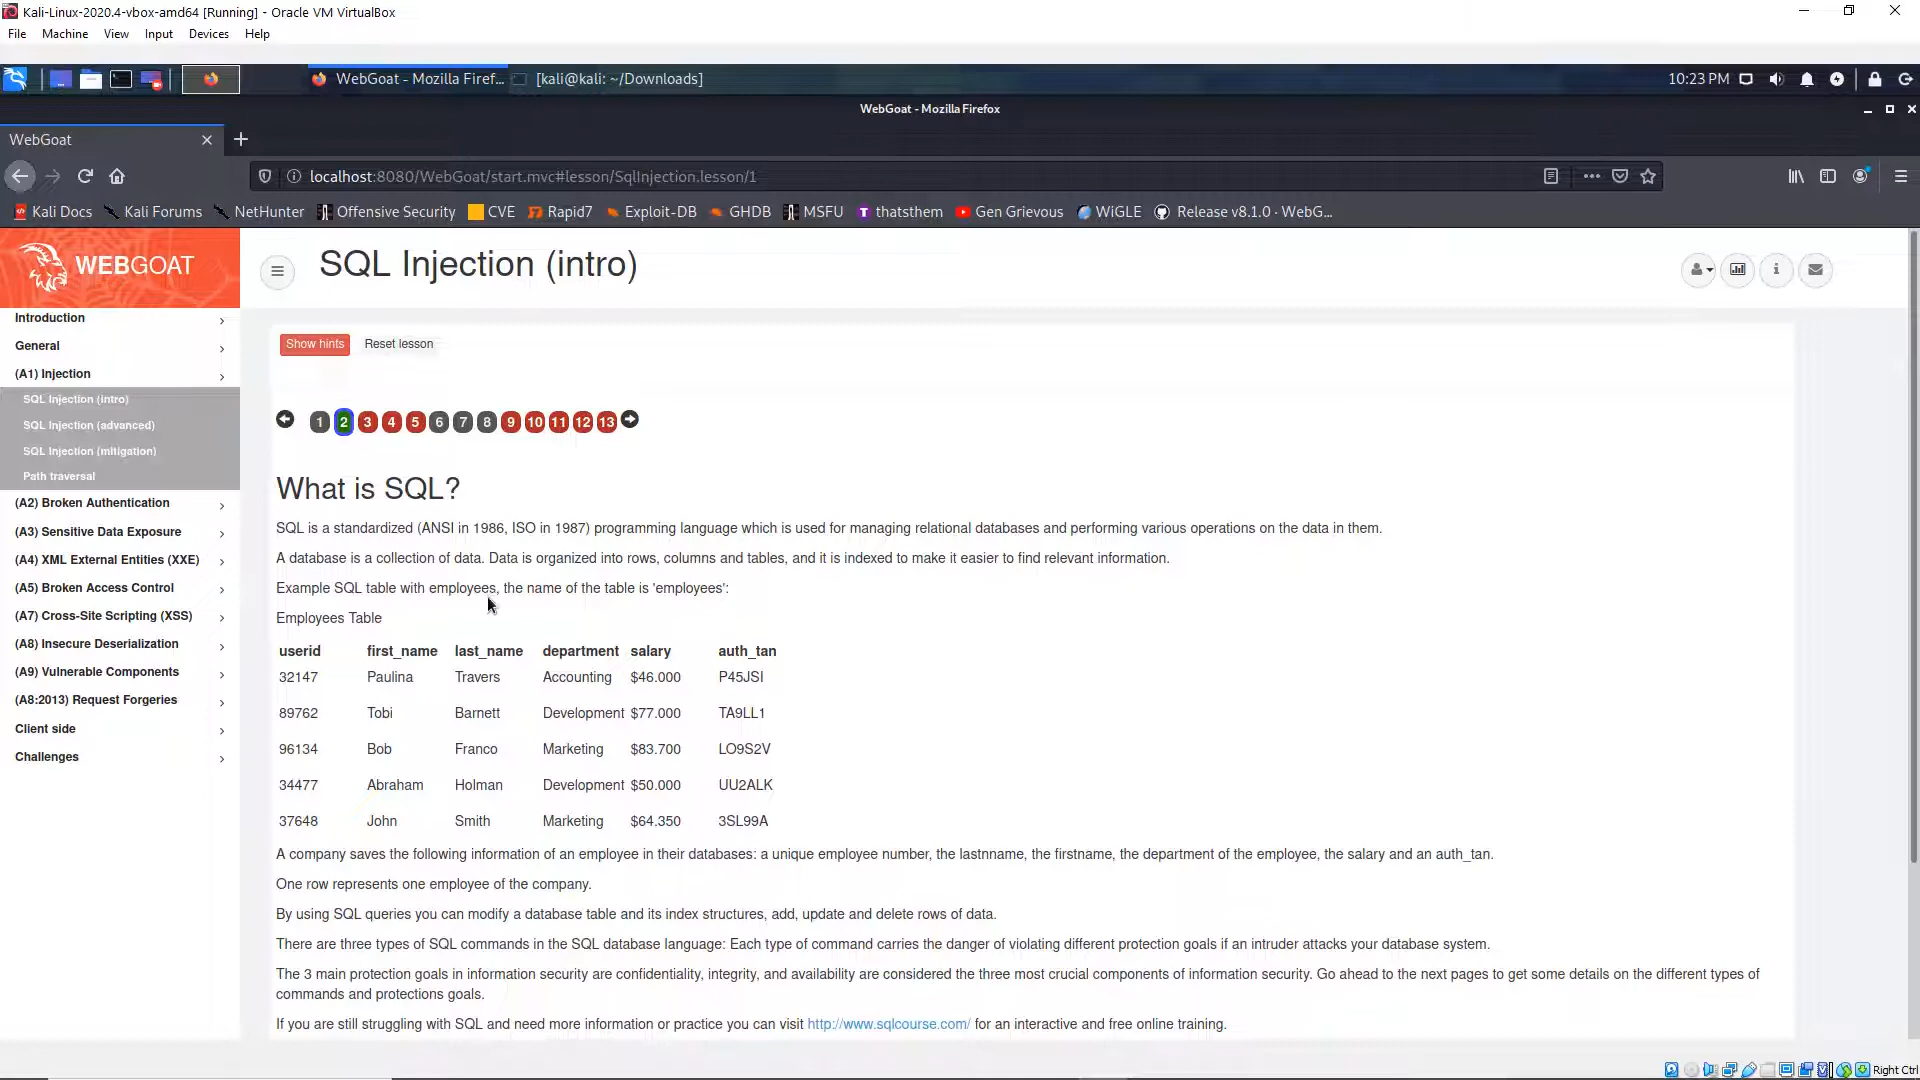 Kali-Linux-2020.4-vbox-amd64 [Running] - Oracle VM VirtualBox
File Machine View Input Devices Help
WebGoat - Mozilla Firef... [kali@kali: ~/Downloads] 10:23 PM
WebGoat - Mozilla Firefox
WebGoat
localhost:8080/WebGoat/start.mvc#lesson/SqlInjection.lesson/1
Kali Docs Kali Forums NetHunter Offensive Security CVE Rapid7 Exploit-DB GHDB MSFU thatsthem Gen Grievous WiGLE Release v8.1.0 · WebG...
WEBGOAT
SQL Injection (intro)
Introduction
General
(A1) Injection
SQL Injection (intro)
SQL Injection (advanced)
SQL Injection (mitigation)
Path traversal
(A2) Broken Authentication
(A3) Sensitive Data Exposure
(A4) XML External Entities (XXE)
(A5) Broken Access Control
(A7) Cross-Site Scripting (XSS)
(A8) Insecure Deserialization
(A9) Vulnerable Components
(A8:2013) Request Forgeries
Client side
Challenges
Show hints Reset lesson
1 2 3 4 5 6 7 8 9 10 11 12 13
What is SQL?
SQL is a standardized (ANSI in 1986, ISO in 1987) programming language which is used for managing relational databases and performing various operations on the data in them.
A database is a collection of data. Data is organized into rows, columns and tables, and it is indexed to make it easier to find relevant information.
Example SQL table with employees, the name of the table is 'employees':
Employees Table
userid first_name last_name department salary auth_tan
32147 Paulina Travers Accounting $46.000 P45JSI
89762 Tobi Barnett Development $77.000 TA9LL1
96134 Bob Franco Marketing $83.700 LO9S2V
34477 Abraham Holman Development $50.000 UU2ALK
37648 John Smith Marketing $64.350 3SL99A
A company saves the following information of an employee in their databases: a unique employee number, the lastnname, the firstname, the department of the employee, the salary and an auth_tan.
One row represents one employee of the company.
By using SQL queries you can modify a database table and its index structures, add, update and delete rows of data.
There are three types of SQL commands in the SQL database language: Each type of command carries the danger of violating different protection goals if an intruder attacks your database system.
The 3 main protection goals in information security are confidentiality, integrity, and availability are considered the three most crucial components of information security. Go ahead to the next pages to get some details on the different types of
commands and protections goals.
If you are still struggling with SQL and need more information or practice you can visit http://www.sqlcourse.com/ for an interactive and free online training.
Right Ctrl